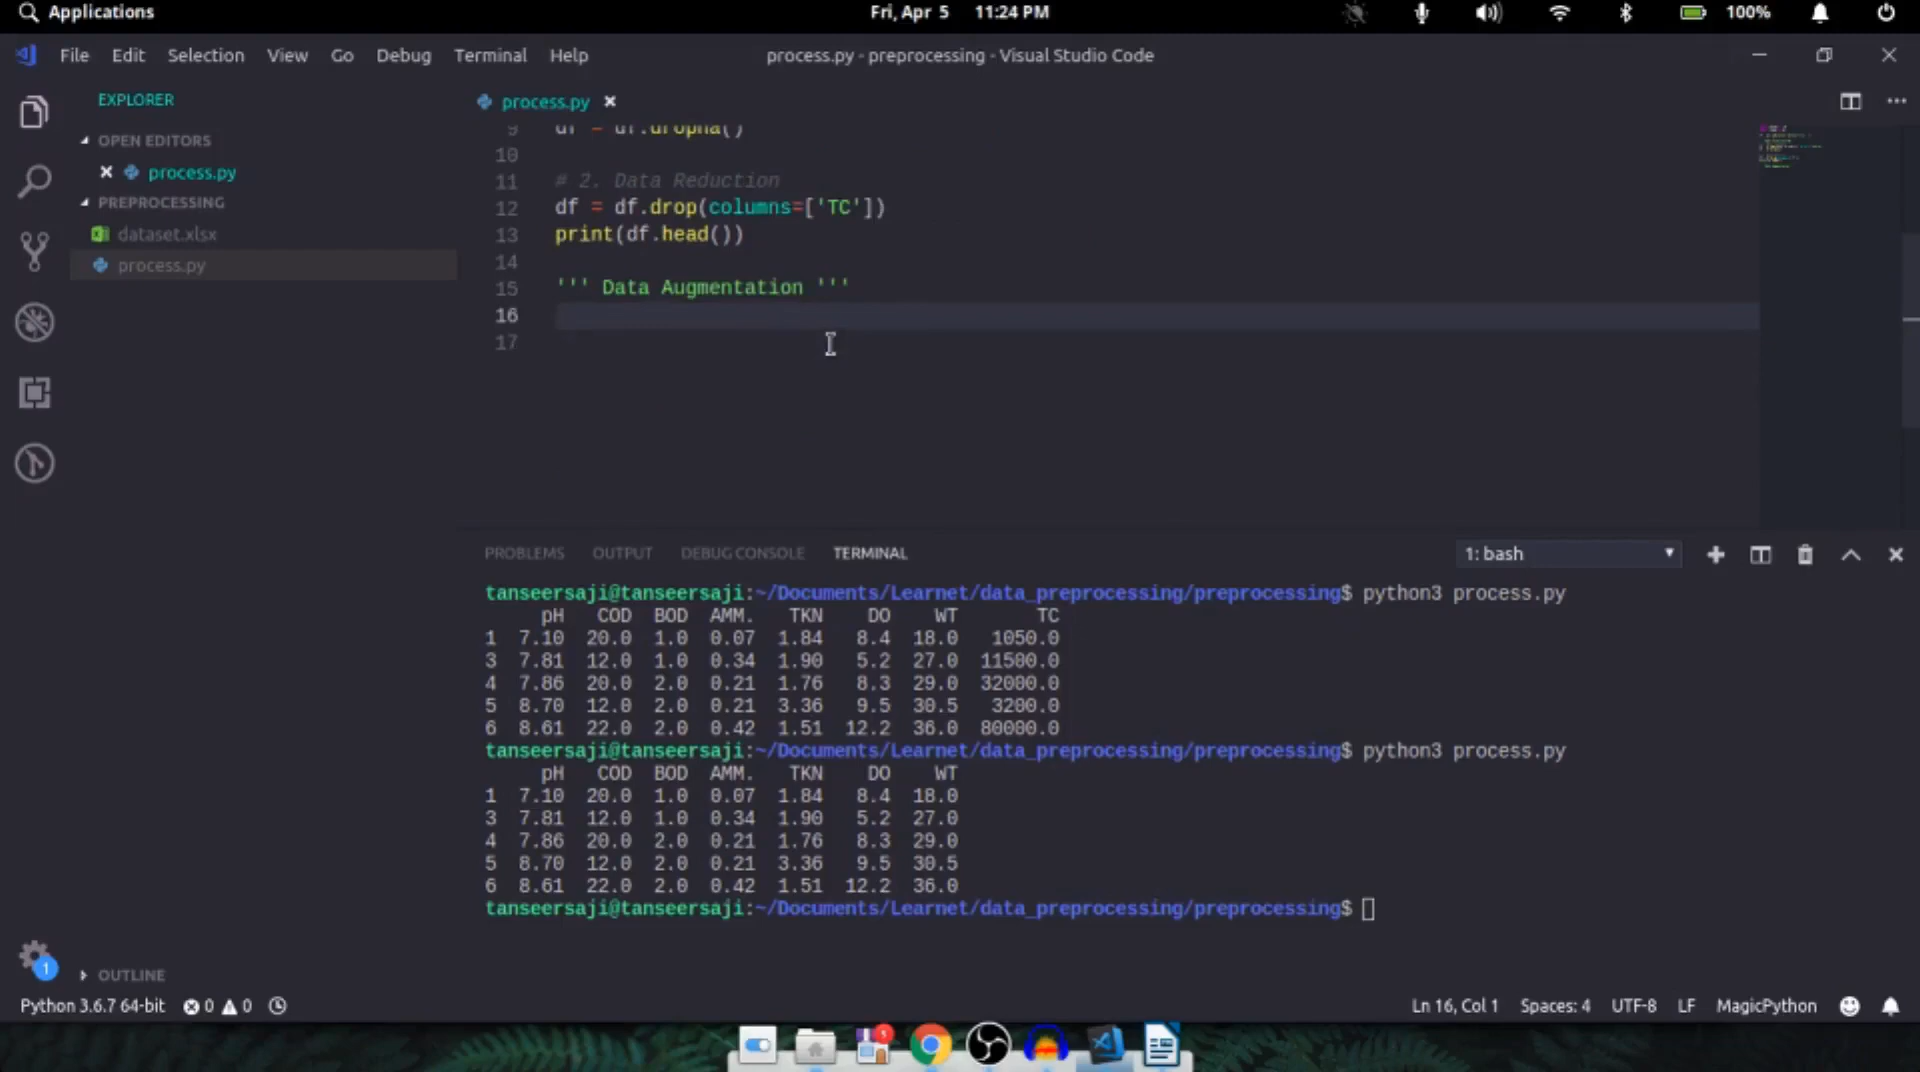 Applications
Fri, Apr 5 11:24 PM
100%
File Edit Selection View Go Debug Terminal Help
process.py - preprocessing - Visual Studio Code
EXPLORER
OPEN EDITORS
process.py
PREPROCESSING
dataset.xlsx
process.py
OUTLINE
process.py
9 df = df.dropna()
10
11 # 2. Data Reduction
12 df = df.drop(columns=['TC'])
13 print(df.head())
14
15 ''' Data Augmentation '''
16
17
PROBLEMS OUTPUT DEBUG CONSOLE TERMINAL
1: bash
tanseersaji@tanseersaji:~/Documents/Learnet/data_preprocessing/preprocessing$ python3 process.py
pH COD BOD AMM. TKN DO WT TC
1 7.10 20.0 1.0 0.07 1.84 8.4 18.0 1050.0
3 7.81 12.0 1.0 0.34 1.90 5.2 27.0 11500.0
4 7.86 20.0 2.0 0.21 1.76 8.3 29.0 32000.0
5 8.70 12.0 2.0 0.21 3.36 9.5 30.5 3200.0
6 8.61 22.0 2.0 0.42 1.51 12.2 36.0 80000.0
tanseersaji@tanseersaji:~/Documents/Learnet/data_preprocessing/preprocessing$ python3 process.py
pH COD BOD AMM. TKN DO WT
1 7.10 20.0 1.0 0.07 1.84 8.4 18.0
3 7.81 12.0 1.0 0.34 1.90 5.2 27.0
4 7.86 20.0 2.0 0.21 1.76 8.3 29.0
5 8.70 12.0 2.0 0.21 3.36 9.5 30.5
6 8.61 22.0 2.0 0.42 1.51 12.2 36.0
tanseersaji@tanseersaji:~/Documents/Learnet/data_preprocessing/preprocessing$
1
Python 3.6.7 64-bit 0 0
Ln 16, Col 1 Spaces: 4 UTF-8 LF MagicPython